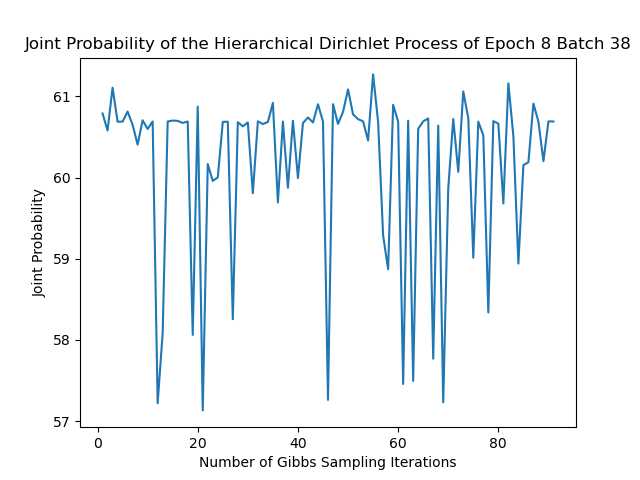 Joint Probability of the Hierarchical Dirichlet Process of Epoch 8 Batch 38
61
60
59
58
57
Joint Probability
0 20 40 60 80
Number of Gibbs Sampling Iterations